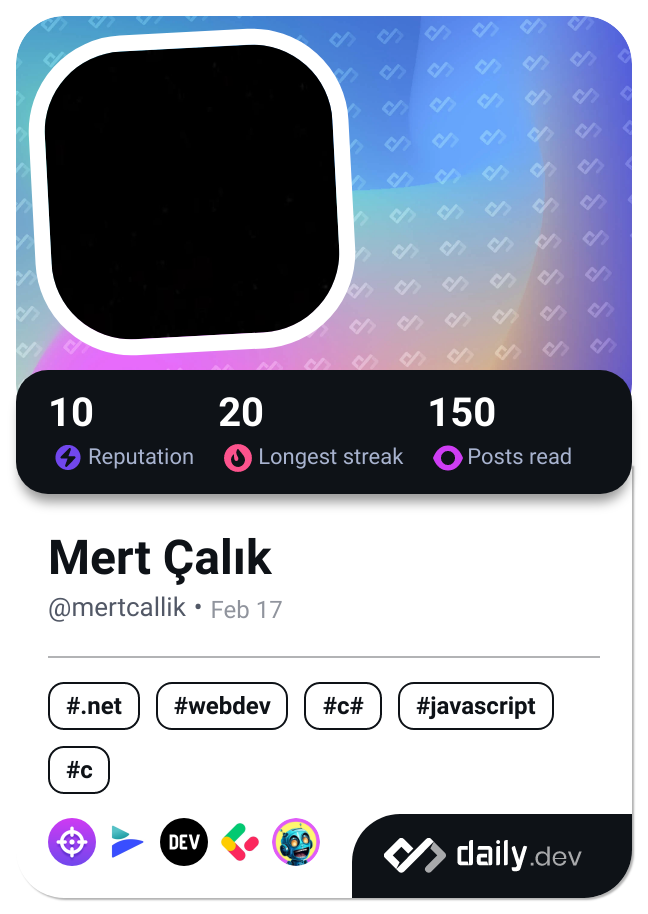 10 20 150
Reputation Longest streak Posts read
Mert Çalık
@mertcallik • Feb 17
#.net #webdev #c# #javascript
#c
DEV daily.dev